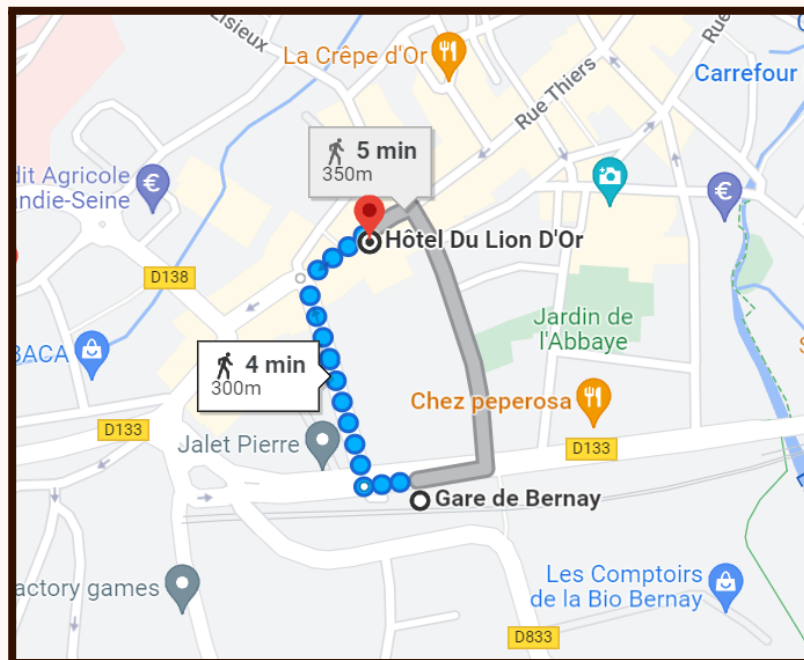 Lisieux
La Crêpe d'Or
Rue Thiers
Rue
Carrefour
5 min
350m
dit Agricole
ndie-Seine
Hôtel Du Lion D'Or
D138
Jardin de
l'Abbaye
BACA
4 min
300m
Chez peperosa
D133
Jalet Pierre
D133
Gare de Bernay
actory games
Les Comptoirs
de la Bio Bernay
D833